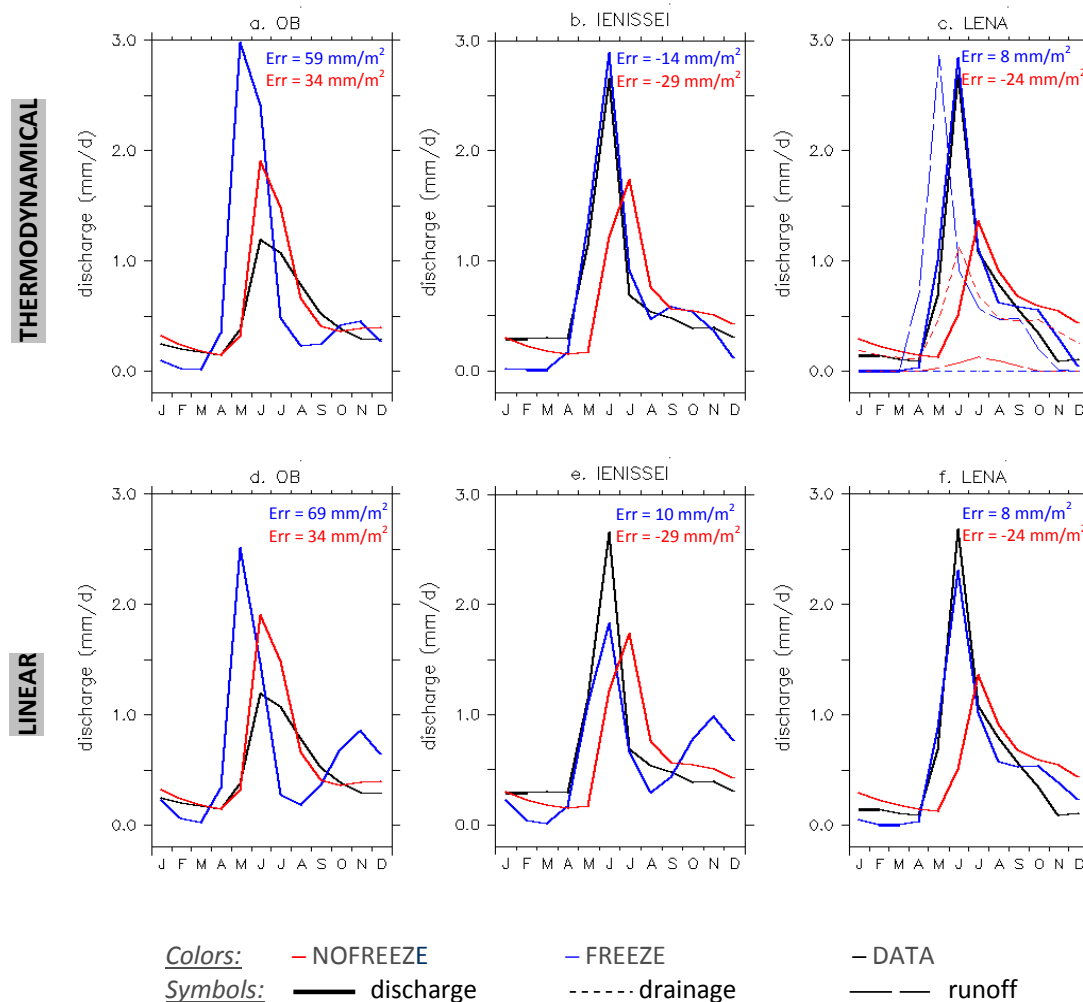 THERMODYNAMICAL
a. OB
Err = 59 mm/m²
Err = 34 mm/m²
discharge (mm/d)
3.0
2.0
1.0
0.0
J F M A M J J A S O N D
b. IENISSEI
Err = -14 mm/m²
Err = -29 mm/m²
discharge (mm/d)
3.0
2.0
1.0
0.0
J F M A M J J A S O N D
c. LENA
Err = 8 mm/m²
Err = -24 mm/m²
discharge (mm/d)
3.0
2.0
1.0
0.0
J F M A M J J A S O N D
LINEAR
d. OB
Err = 69 mm/m²
Err = 34 mm/m²
discharge (mm/d)
3.0
2.0
1.0
0.0
J F M A M J J A S O N D
e. IENISSEI
Err = 10 mm/m²
Err = -29 mm/m²
discharge (mm/d)
3.0
2.0
1.0
0.0
J F M A M J J A S O N D
f. LENA
Err = 8 mm/m²
Err = -24 mm/m²
discharge (mm/d)
3.0
2.0
1.0
0.0
J F M A M J J A S O N D
Colors: NOFREEZE FREEZE DATA
Symbols: discharge drainage runoff